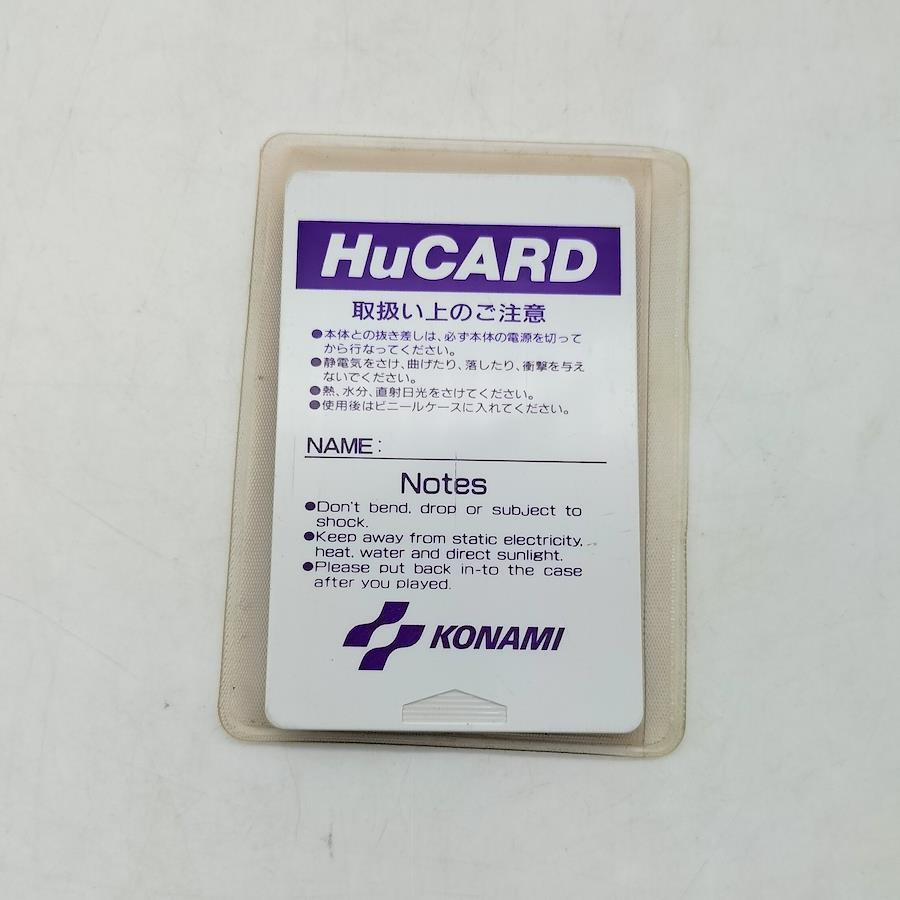 HuCARD
取扱い上のご注意
●本体との抜き差しは、必ず本体の電源を切って
から行なってください。
●静電気をさけ、曲げたり、落したり、衝撃を与え
ないでください。
●熱、水分、直射日光をさけてください。
●使用後はビニールケースに入れてください。
NAME:
Notes
●Don't bend, drop or subject to
shock.
●Keep away from static electricity,
heat, water and direct sunlight.
●Please put back in-to the case
after you played.
KONAMI